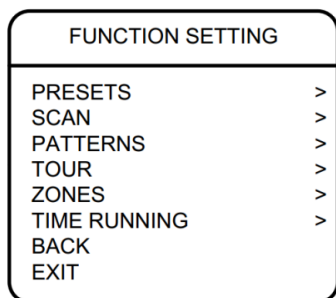 FUNCTION SETTING
PRESETS >
SCAN >
PATTERNS >
TOUR >
ZONES >
TIME RUNNING >
BACK
EXIT